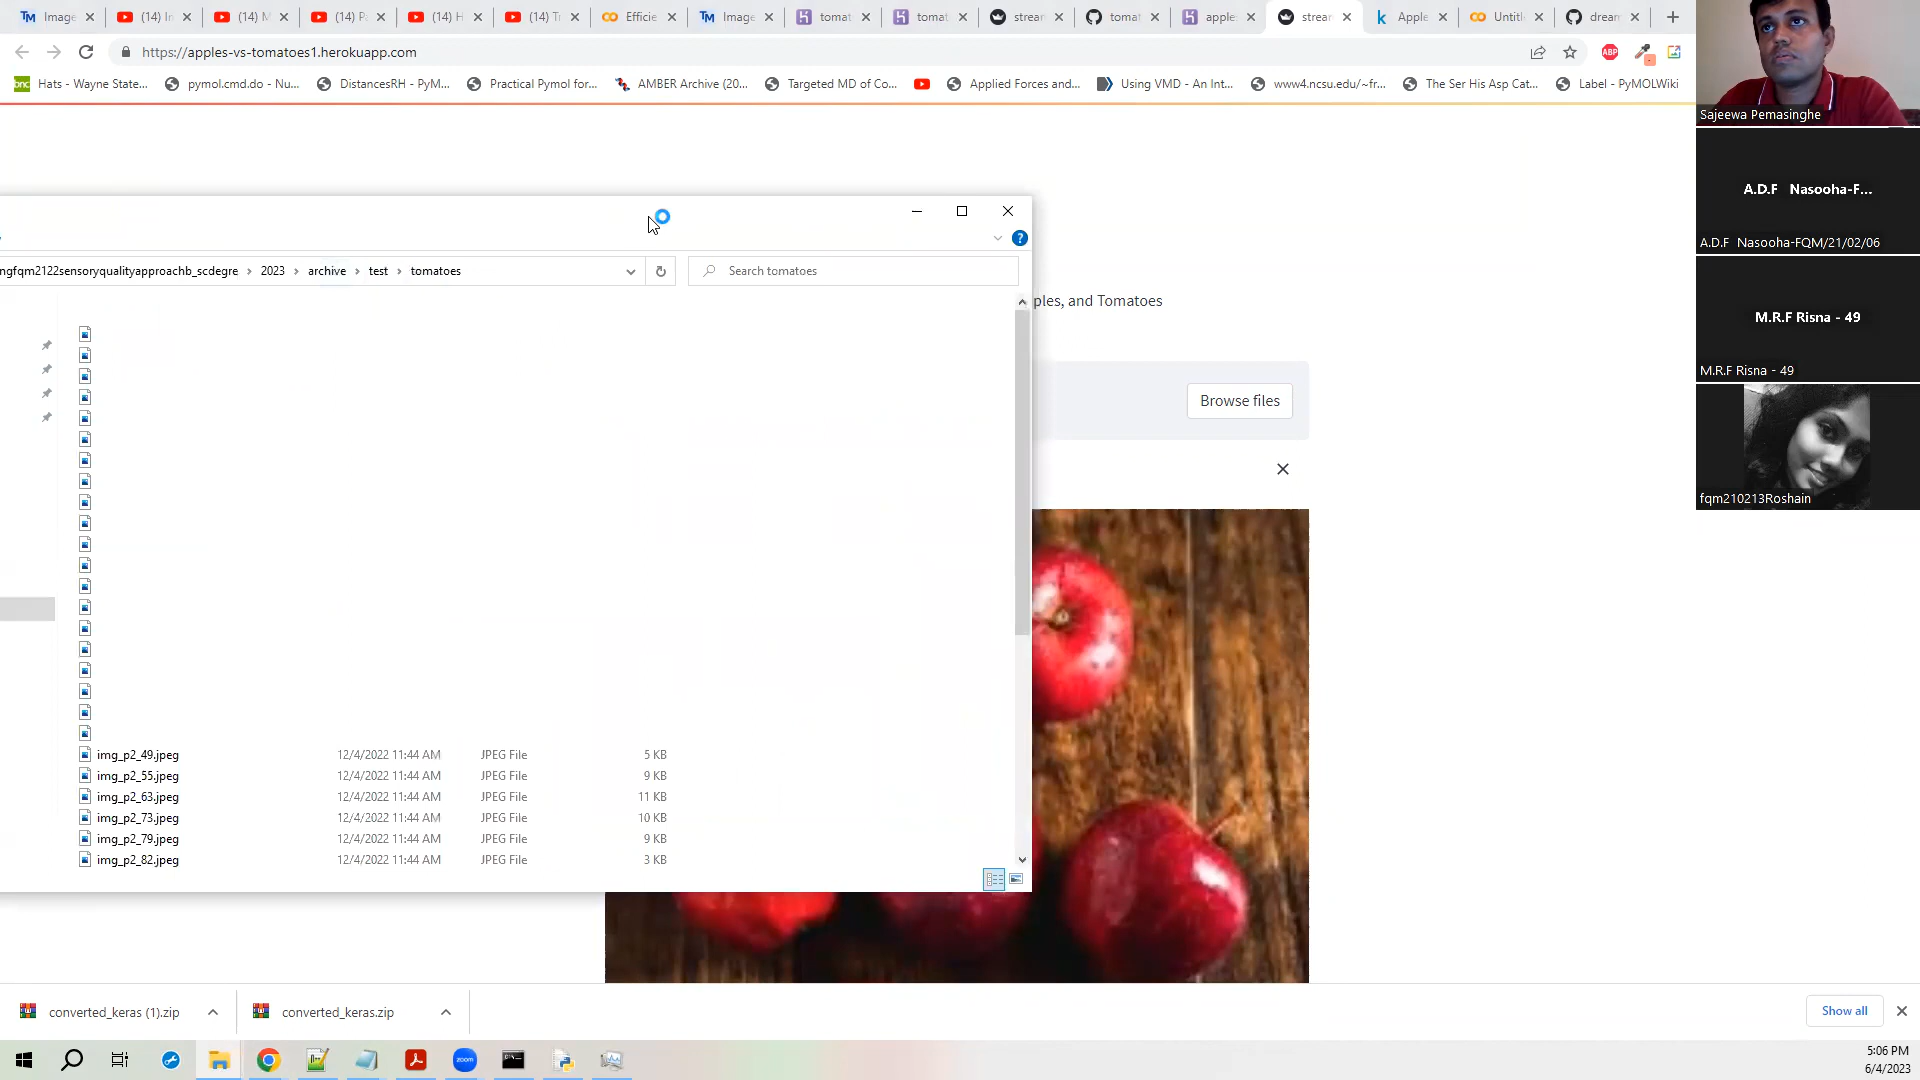 Image
(14) In
(14) M
(14) Pa
(14) H
(14) Tr
Efficie
Image
tomat
tomat
stream
tomat
apple
stream
Apple
Untitl
dream
https://apples-vs-tomatoes1.herokuapp.com
ABP
bnc Hats - Wayne State...
pymol.cmd.do - Nu...
DistancesRH - PyM...
Practical Pymol for...
AMBER Archive (20...
Targeted MD of Co...
Applied Forces and...
Using VMD - An Int...
www4.ncsu.edu/~fr...
The Ser His Asp Cat...
Label - PyMOLWiki
Sajeewa Pemasinghe
A.D.F Nasooha-F...
A.D.F Nasooha-FQM/21/02/06
M.R.F Risna - 49
M.R.F Risna - 49
fqm210213Roshain
ngfqm2122sensoryqualityapproachb_scdegre › 2023 › archive › test › tomatoes
Search tomatoes
ples, and Tomatoes
Browse files
img_p2_49.jpeg 12/4/2022 11:44 AM JPEG File 5 KB
img_p2_55.jpeg 12/4/2022 11:44 AM JPEG File 9 KB
img_p2_63.jpeg 12/4/2022 11:44 AM JPEG File 11 KB
img_p2_73.jpeg 12/4/2022 11:44 AM JPEG File 10 KB
img_p2_79.jpeg 12/4/2022 11:44 AM JPEG File 9 KB
img_p2_82.jpeg 12/4/2022 11:44 AM JPEG File 3 KB
converted_keras (1).zip
converted_keras.zip
Show all
zoom
5:06 PM
6/4/2023